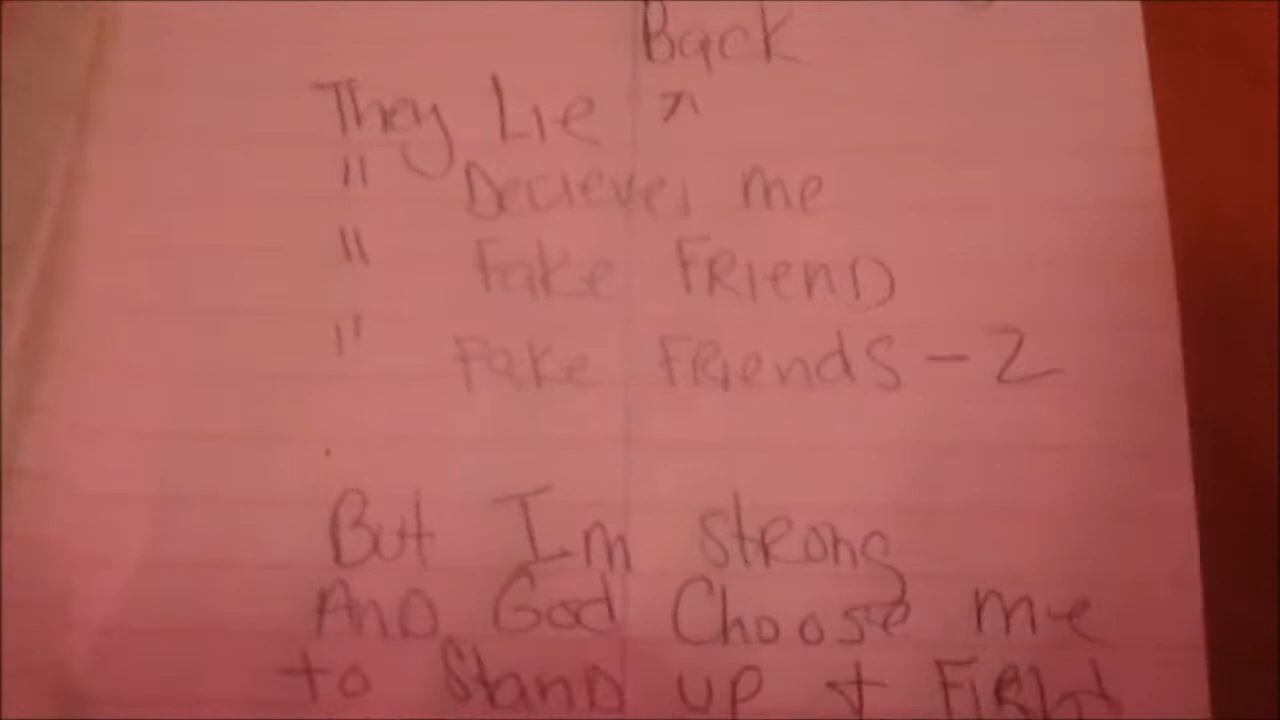 Back
They Lie ^
" Decieves me
" Fake FRienD
" Fake FRiendS - 2
But Im strong
AnD God Choose me
to StanD up +